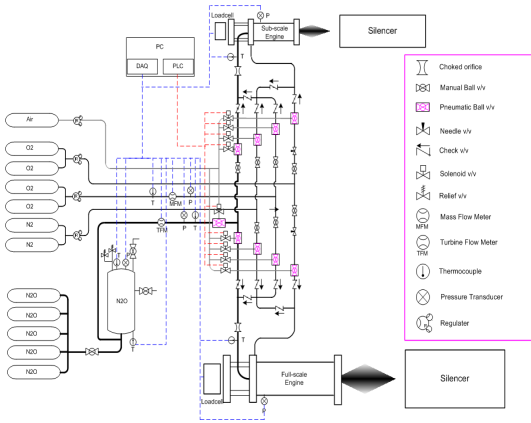 Loadcell
P
Sub-scale
Engine
Silencer
PC
DAQ
PLC
T
Choked orifice
Manual Ball v/v
Pneumatic Ball v/v
Needle v/v
Check v/v
Solenoid v/v
Relief v/v
MFM
Mass Flow Meter
TFM
Turbine Flow Meter
Thermocouple
Pressure Transducer
Regulater
Air
O2
O2
O2
O2
N2
N2
T
MFM
P
TFM
P
T
T
P
N2O
T
N2O
N2O
N2O
N2O
N2O
T
Full-scale
Engine
Loadcell
P
Silencer